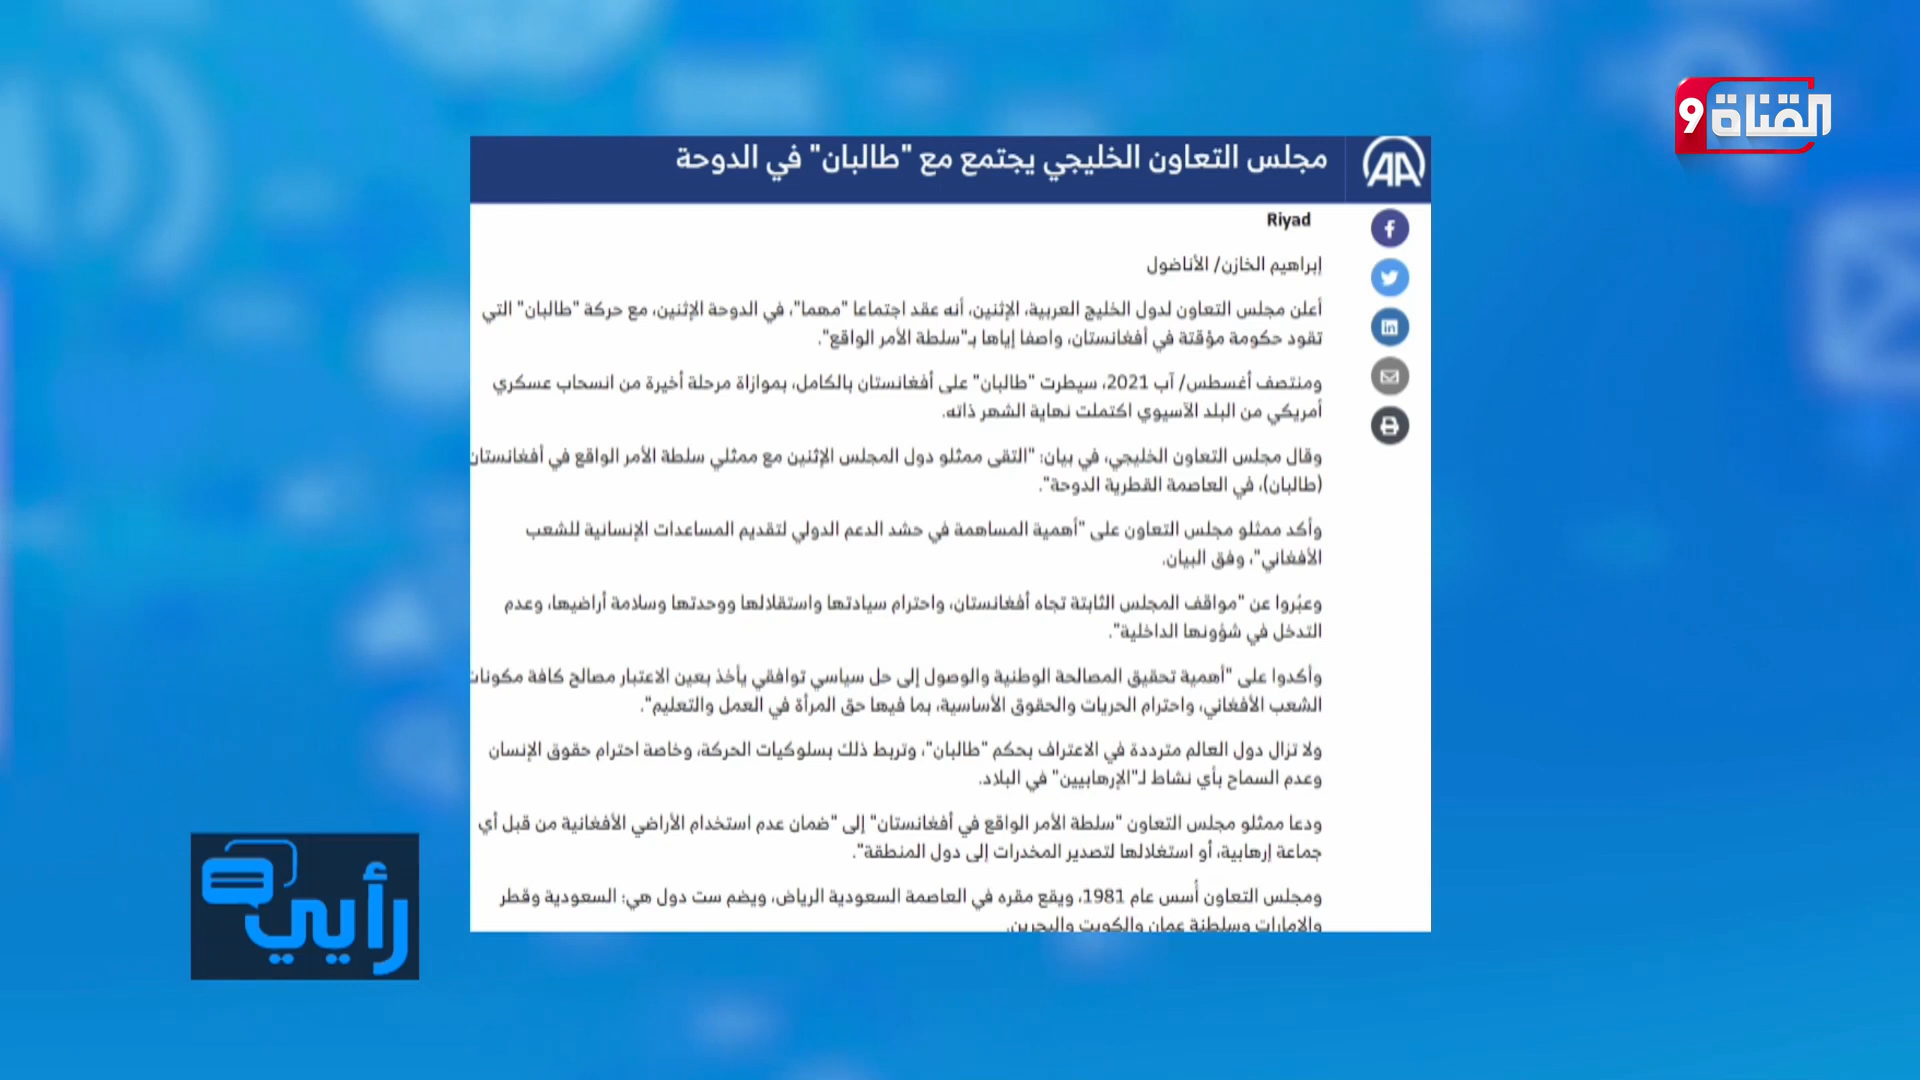 القناة 9
مجلس التعاون الخليجي يجتمع مع "طالبان" في الدوحة
AA
Riyad
إبراهيم الخازن/ الأناضول
أعلن مجلس التعاون لدول الخليج العربية، الإثنين، أنه عقد اجتماعا "مهما"، في الدوحة الإثنين، مع حركة "طالبان" التي
تقود حكومة مؤقتة في أفغانستان، واصفا إياها بـ"سلطة الأمر الواقع".
ومنتصف أغسطس/ آب 2021، سيطرت "طالبان" على أفغانستان بالكامل، بموازاة مرحلة أخيرة من انسحاب عسكري
أمريكي من البلد الآسيوي اكتملت نهاية الشهر ذاته.
وقال مجلس التعاون الخليجي، في بيان: "التقى ممثلو دول المجلس الإثنين مع ممثلي سلطة الأمر الواقع في أفغانستان
(طالبان)، في العاصمة القطرية الدوحة".
وأكد ممثلو مجلس التعاون على "أهمية المساهمة في حشد الدعم الدولي لتقديم المساعدات الإنسانية للشعب
الأفغاني"، وفق البيان.
وعبّروا عن "مواقف المجلس الثابتة تجاه أفغانستان، واحترام سيادتها واستقلالها ووحدتها وسلامة أراضيها، وعدم
التدخل في شؤونها الداخلية".
وأكدوا على "أهمية تحقيق المصالحة الوطنية والوصول إلى حل سياسي توافقي يأخذ بعين الاعتبار مصالح كافة مكونات
الشعب الأفغاني، واحترام الحريات والحقوق الأساسية، بما فيها حق المرأة في العمل والتعليم".
ولا تزال دول العالم مترددة في الاعتراف بحكم "طالبان"، وتربط ذلك بسلوكيات الحركة، وخاصة احترام حقوق الإنسان
وعدم السماح بأي نشاط لـ"الإرهابيين" في البلاد.
ودعا ممثلو مجلس التعاون "سلطة الأمر الواقع في أفغانستان" إلى "ضمان عدم استخدام الأراضي الأفغانية من قبل أي
جماعة إرهابية، أو استغلالها لتصدير المخدرات إلى دول المنطقة".
ومجلس التعاون أُسس عام 1981، ويقع مقره في العاصمة السعودية الرياض، ويضم ست دول هي: السعودية وقطر
والإمارات وسلطنة عمان والكويت والبحرين.
رأيي